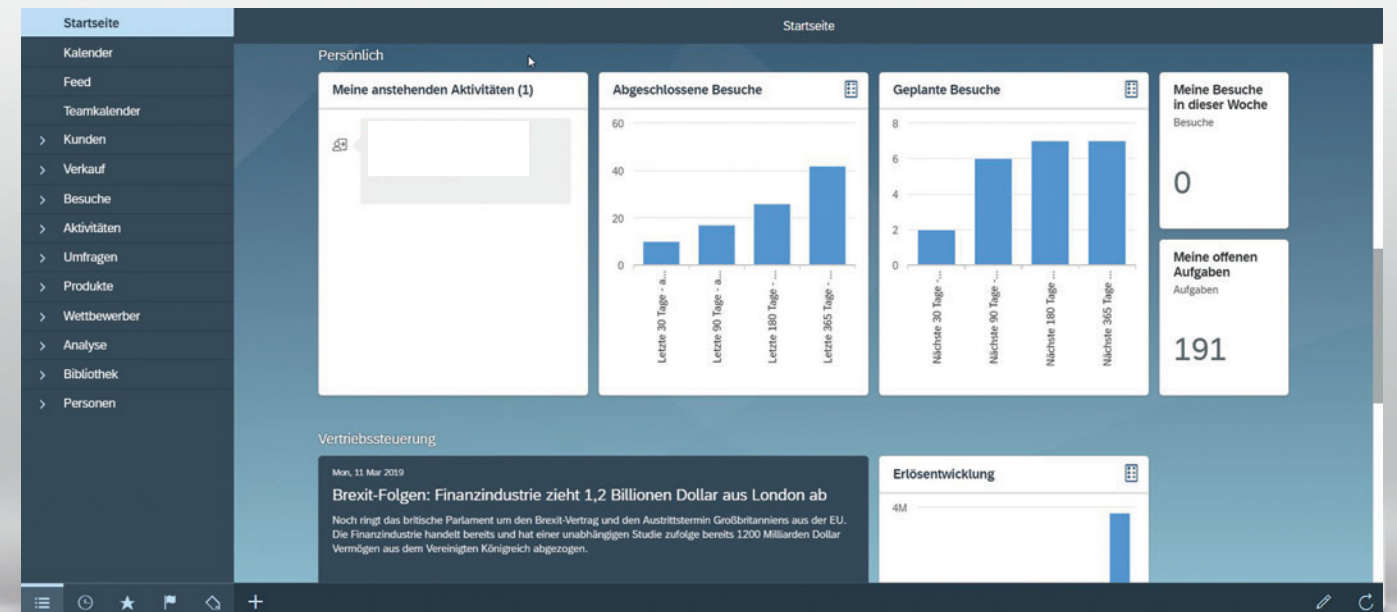 Startseite
Kalender
Feed
Teamkalender
Kunden
Verkauf
Besuche
Aktivitäten
Umfragen
Produkte
Wettbewerber
Analyse
Bibliothek
Personen
Startseite
Persönlich
Meine anstehenden Aktivitäten (1)
Abgeschlossene Besuche
60
40
20
0
Letzte 30 Tage - a...
Letzte 90 Tage - a...
Letzte 180 Tage - ...
Letzte 365 Tage - ...
Geplante Besuche
8
6
4
2
0
Nächste 30 Tage -...
Nächste 90 Tage -...
Nächste 180 Tage ...
Nächste 365 Tage ...
Meine Besuche
in dieser Woche
Besuche
0
Meine offenen
Aufgaben
Aufgaben
191
Vertriebssteuerung
Mon, 11 Mar 2019
Brexit-Folgen: Finanzindustrie zieht 1,2 Billionen Dollar aus London ab
Noch ringt das britische Parlament um den Brexit-Vertrag und den Austrittstermin Großbritanniens aus der EU.
Die Finanzindustrie handelt bereits und hat einer unabhängigen Studie zufolge bereits 1200 Milliarden Dollar
Vermögen aus dem Vereinigten Königreich abgezogen.
Erlösentwicklung
4M